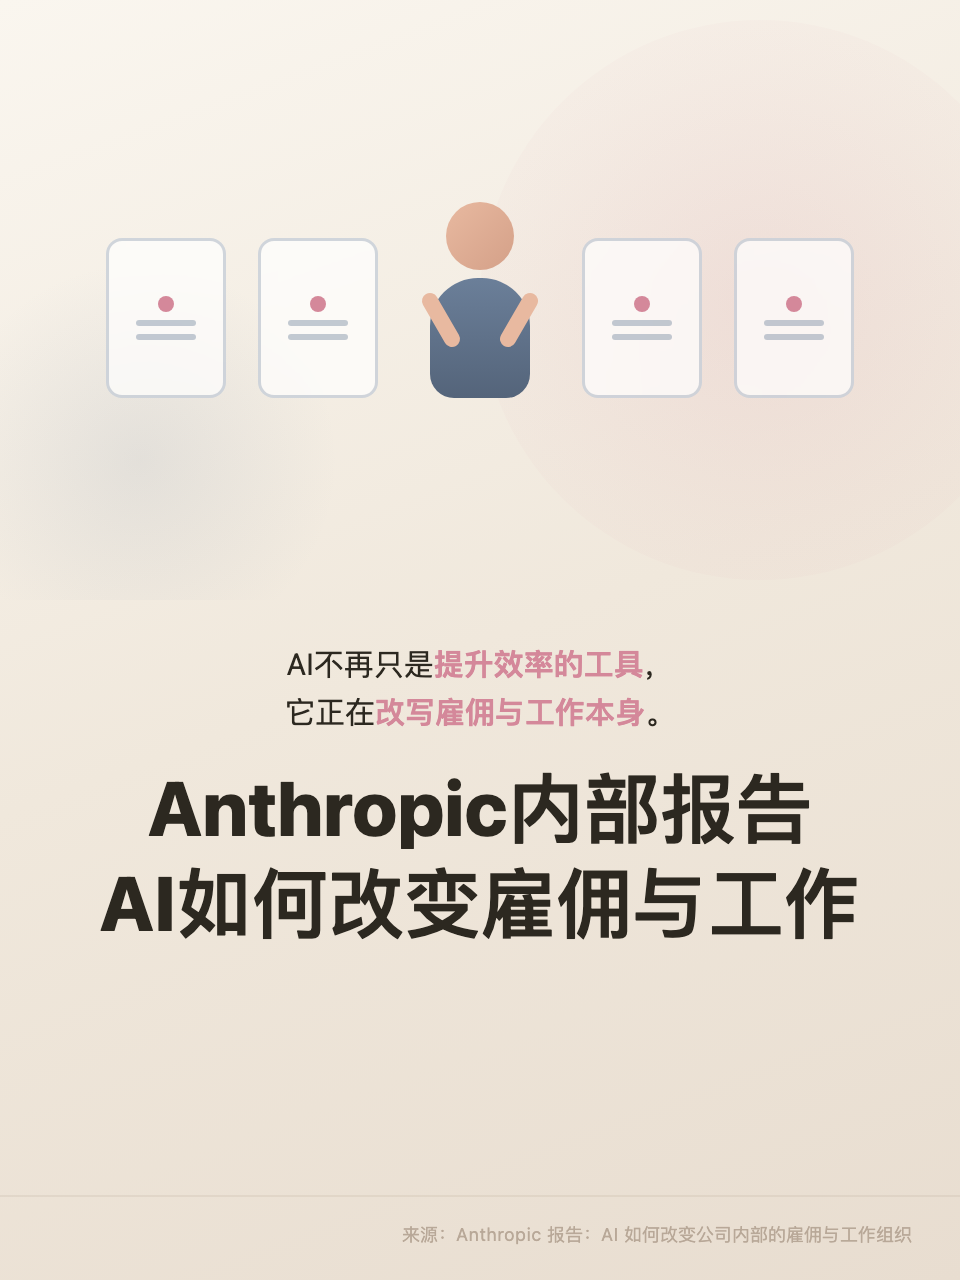 AI不再只是提升效率的工具，
它正在改写雇佣与工作本身。
Anthropic内部报告
AI如何改变雇佣与工作
来源：Anthropic 报告：AI 如何改变公司内部的雇佣与工作组织